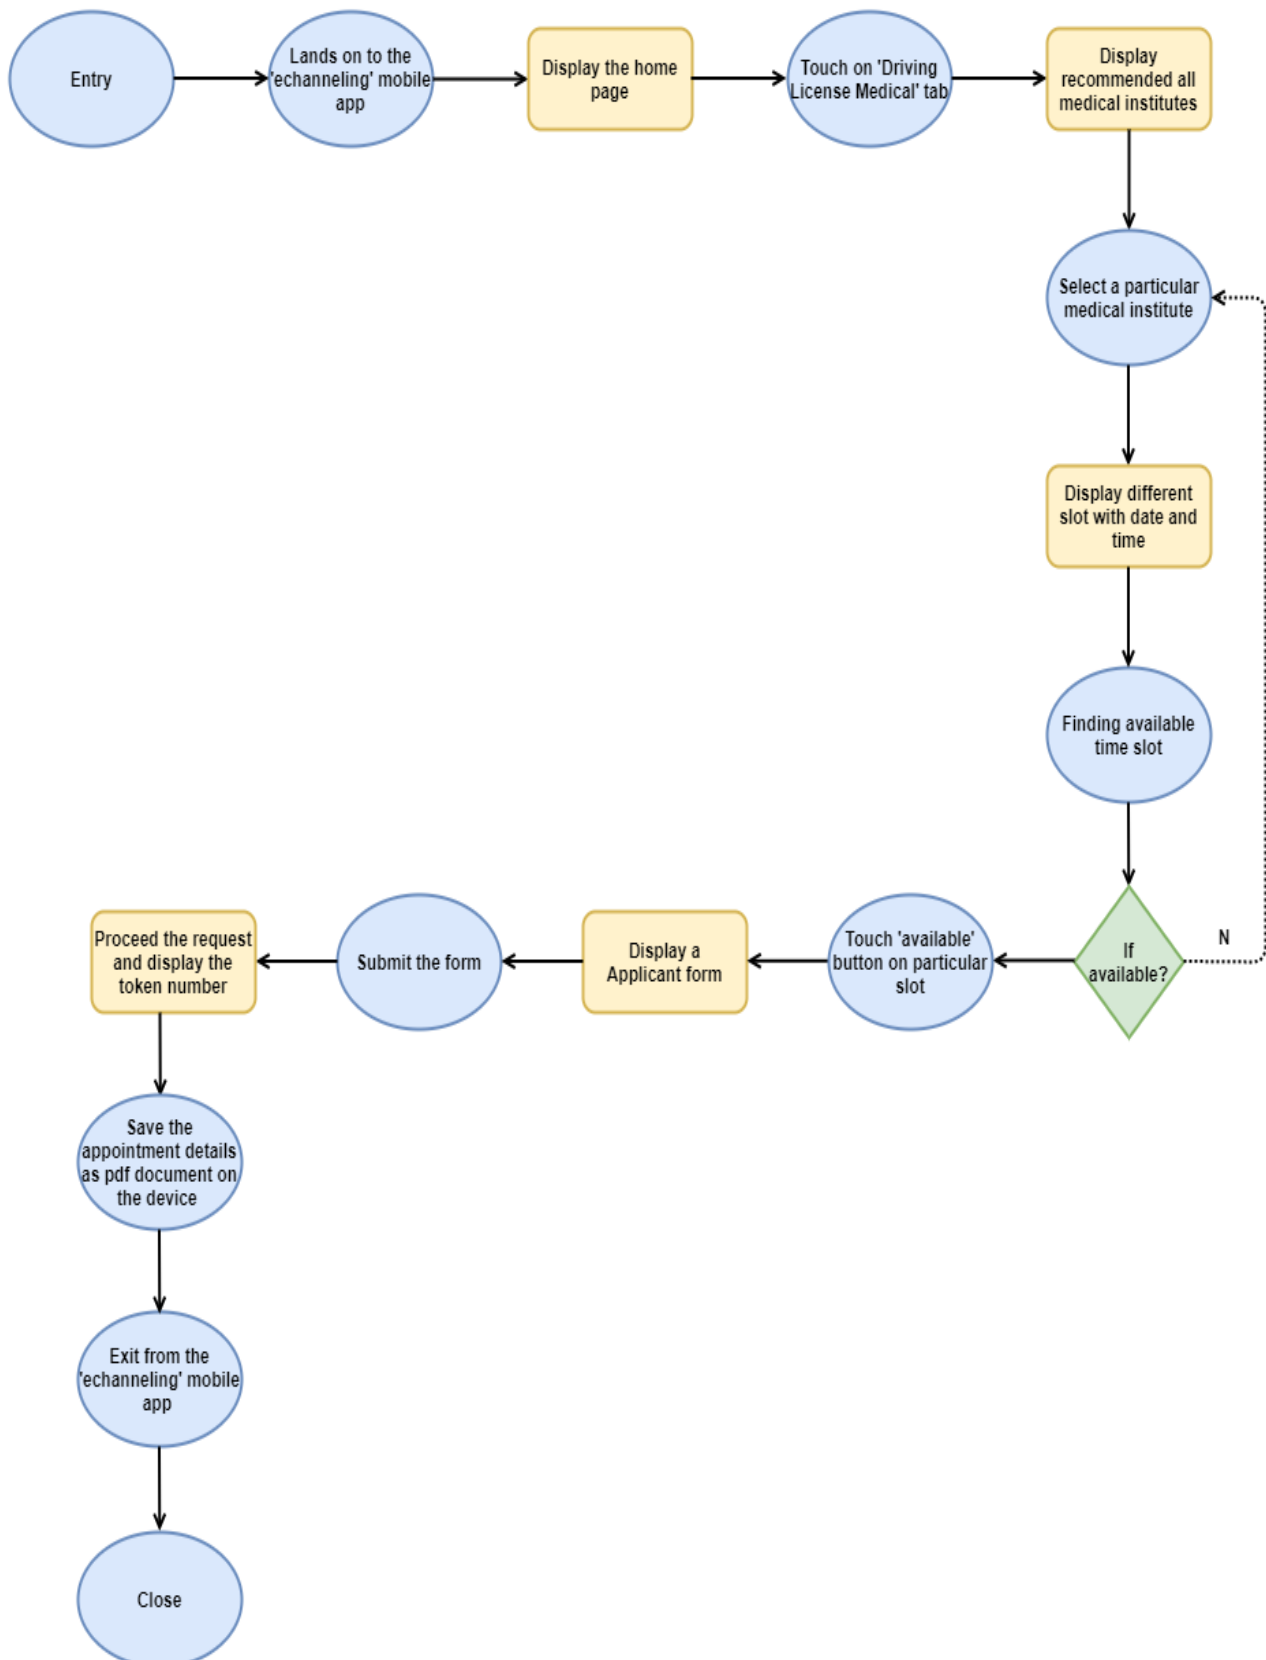 Entry
Lands on to the
'echanneling' mobile
app
Display the home
page
Touch on 'Driving
License Medical' tab
Display
recommended all
medical institutes
Select a particular
medical institute
Display different
slot with date and
time
Finding available
time slot
If
available?
N
Touch 'available'
button on particular
slot
Display a
Applicant form
Submit the form
Proceed the request
and display the
token number
Save the
appointment details
as pdf document on
the device
Exit from the
'echanneling' mobile
app
Close